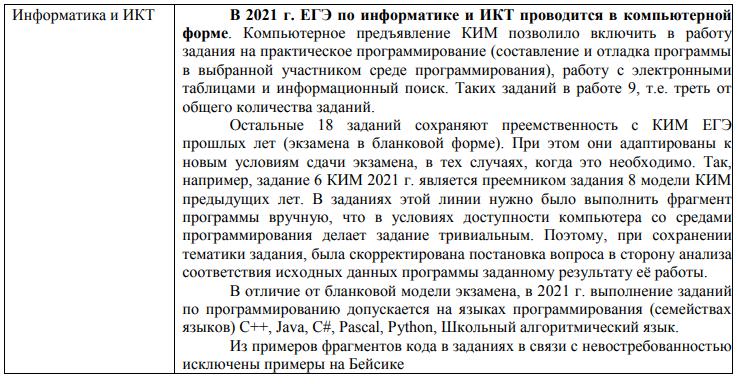 Информатика и ИКТ
В 2021 г. ЕГЭ по информатике и ИКТ проводится в компьютерной
форме. Компьютерное предъявление КИМ позволило включить в работу
задания на практическое программирование (составление и отладка программы
в выбранной участником среде программирования), работу с электронными
таблицами и информационный поиск. Таких заданий в работе 9, т.е. треть от
общего количества заданий.
Остальные 18 заданий сохраняют преемственность с КИМ ЕГЭ
прошлых лет (экзамена в бланковой форме). При этом они адаптированы к
новым условиям сдачи экзамена, в тех случаях, когда это необходимо. Так,
например, задание 6 КИМ 2021 г. является преемником задания 8 модели КИМ
предыдущих лет. В заданиях этой линии нужно было выполнить фрагмент
программы вручную, что в условиях доступности компьютера со средами
программирования делает задание тривиальным. Поэтому, при сохранении
тематики задания, была скорректирована постановка вопроса в сторону анализа
соответствия исходных данных программы заданному результату её работы.
В отличие от бланковой модели экзамена, в 2021 г. выполнение заданий
по программированию допускается на языках программирования (семействах
языков) C++, Java, C#, Pascal, Python, Школьный алгоритмический язык.
Из примеров фрагментов кода в заданиях в связи с невостребованностью
исключены примеры на Бейсике